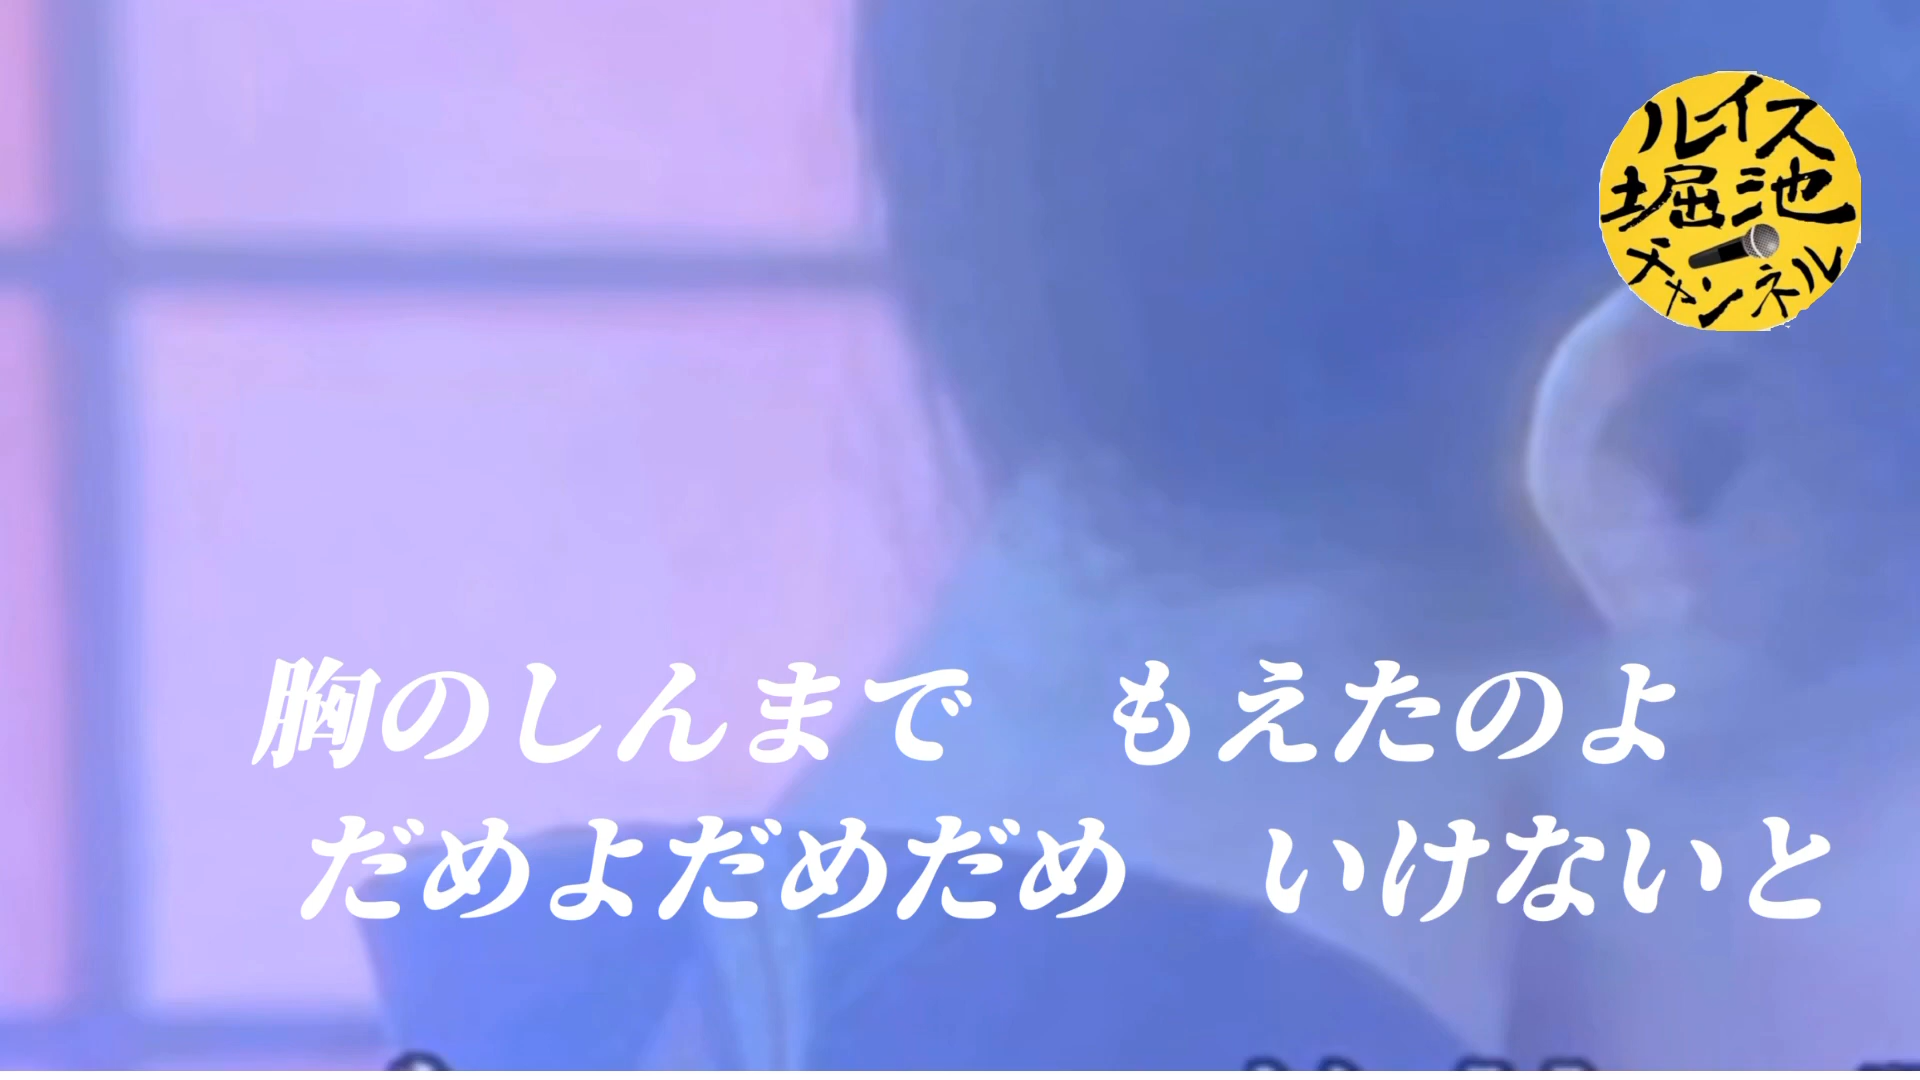 ルイス
堀池
チャンネル
胸のしんまで　もえたのよ
だめよだめだめ　いけないと